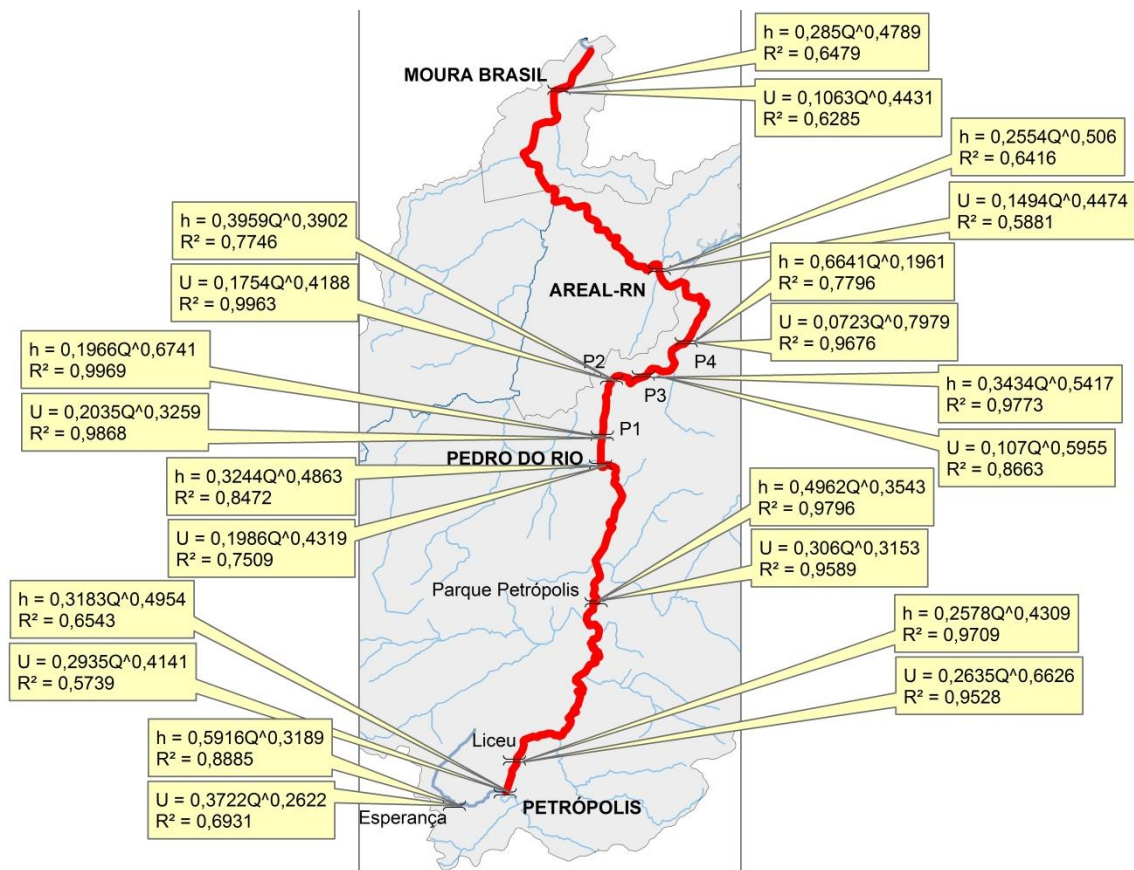 h = 0,285Q^0,4789
R² = 0,6479
MOURA BRASIL
U = 0,1063Q^0,4431
R² = 0,6285
h = 0,2554Q^0,506
R² = 0,6416
U = 0,1494Q^0,4474
R² = 0,5881
h = 0,3959Q^0,3902
R² = 0,7746
h = 0,6641Q^0,1961
R² = 0,7796
U = 0,1754Q^0,4188
R² = 0,9963
AREAL-RN
U = 0,0723Q^0,7979
R² = 0,9676
h = 0,1966Q^0,6741
R² = 0,9969
P2
P4
P3
h = 0,3434Q^0,5417
R² = 0,9773
U = 0,2035Q^0,3259
R² = 0,9868
P1
U = 0,107Q^0,5955
R² = 0,8663
PEDRO DO RIO
h = 0,3244Q^0,4863
R² = 0,8472
h = 0,4962Q^0,3543
R² = 0,9796
U = 0,1986Q^0,4319
R² = 0,7509
U = 0,306Q^0,3153
R² = 0,9589
Parque Petrópolis
h = 0,3183Q^0,4954
R² = 0,6543
h = 0,2578Q^0,4309
R² = 0,9709
U = 0,2935Q^0,4141
R² = 0,5739
U = 0,2635Q^0,6626
R² = 0,9528
Liceu
h = 0,5916Q^0,3189
R² = 0,8885
U = 0,3722Q^0,2622
R² = 0,6931
PETRÓPOLIS
Esperança